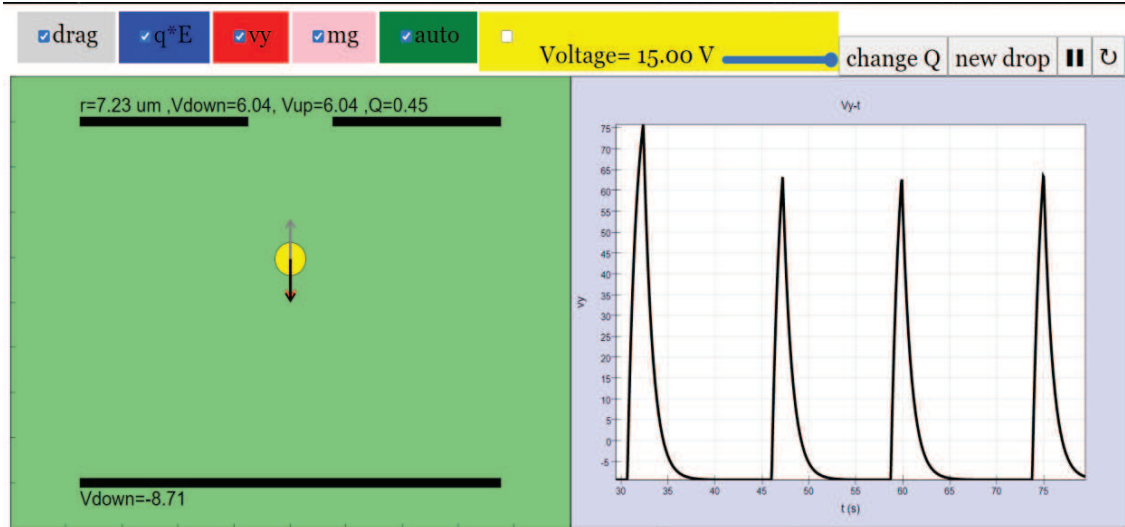 drag q*E vy mg auto
Voltage= 15.00 V change Q new drop
r=7.23 um ,Vdown=6.04, Vup=6.04 ,Q=0.45
Vdown=-8.71
Vy-t
75
70
65
60
55
50
45
40
35
30
25
20
15
10
5
0
-5
vy
30 35 40 45 50 55 60 65 70 75
t (s)